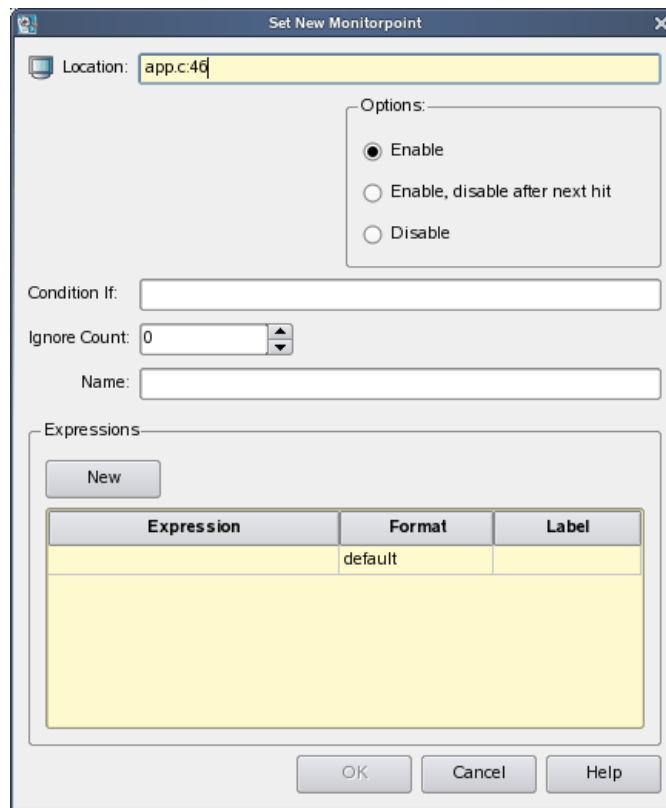 Set New Monitorpoint
Location: app.c:46
Options:
Enable
Enable, disable after next hit
Disable
Condition If:
Ignore Count: 0
Name:
Expressions
New
Expression Format Label
default
OK Cancel Help